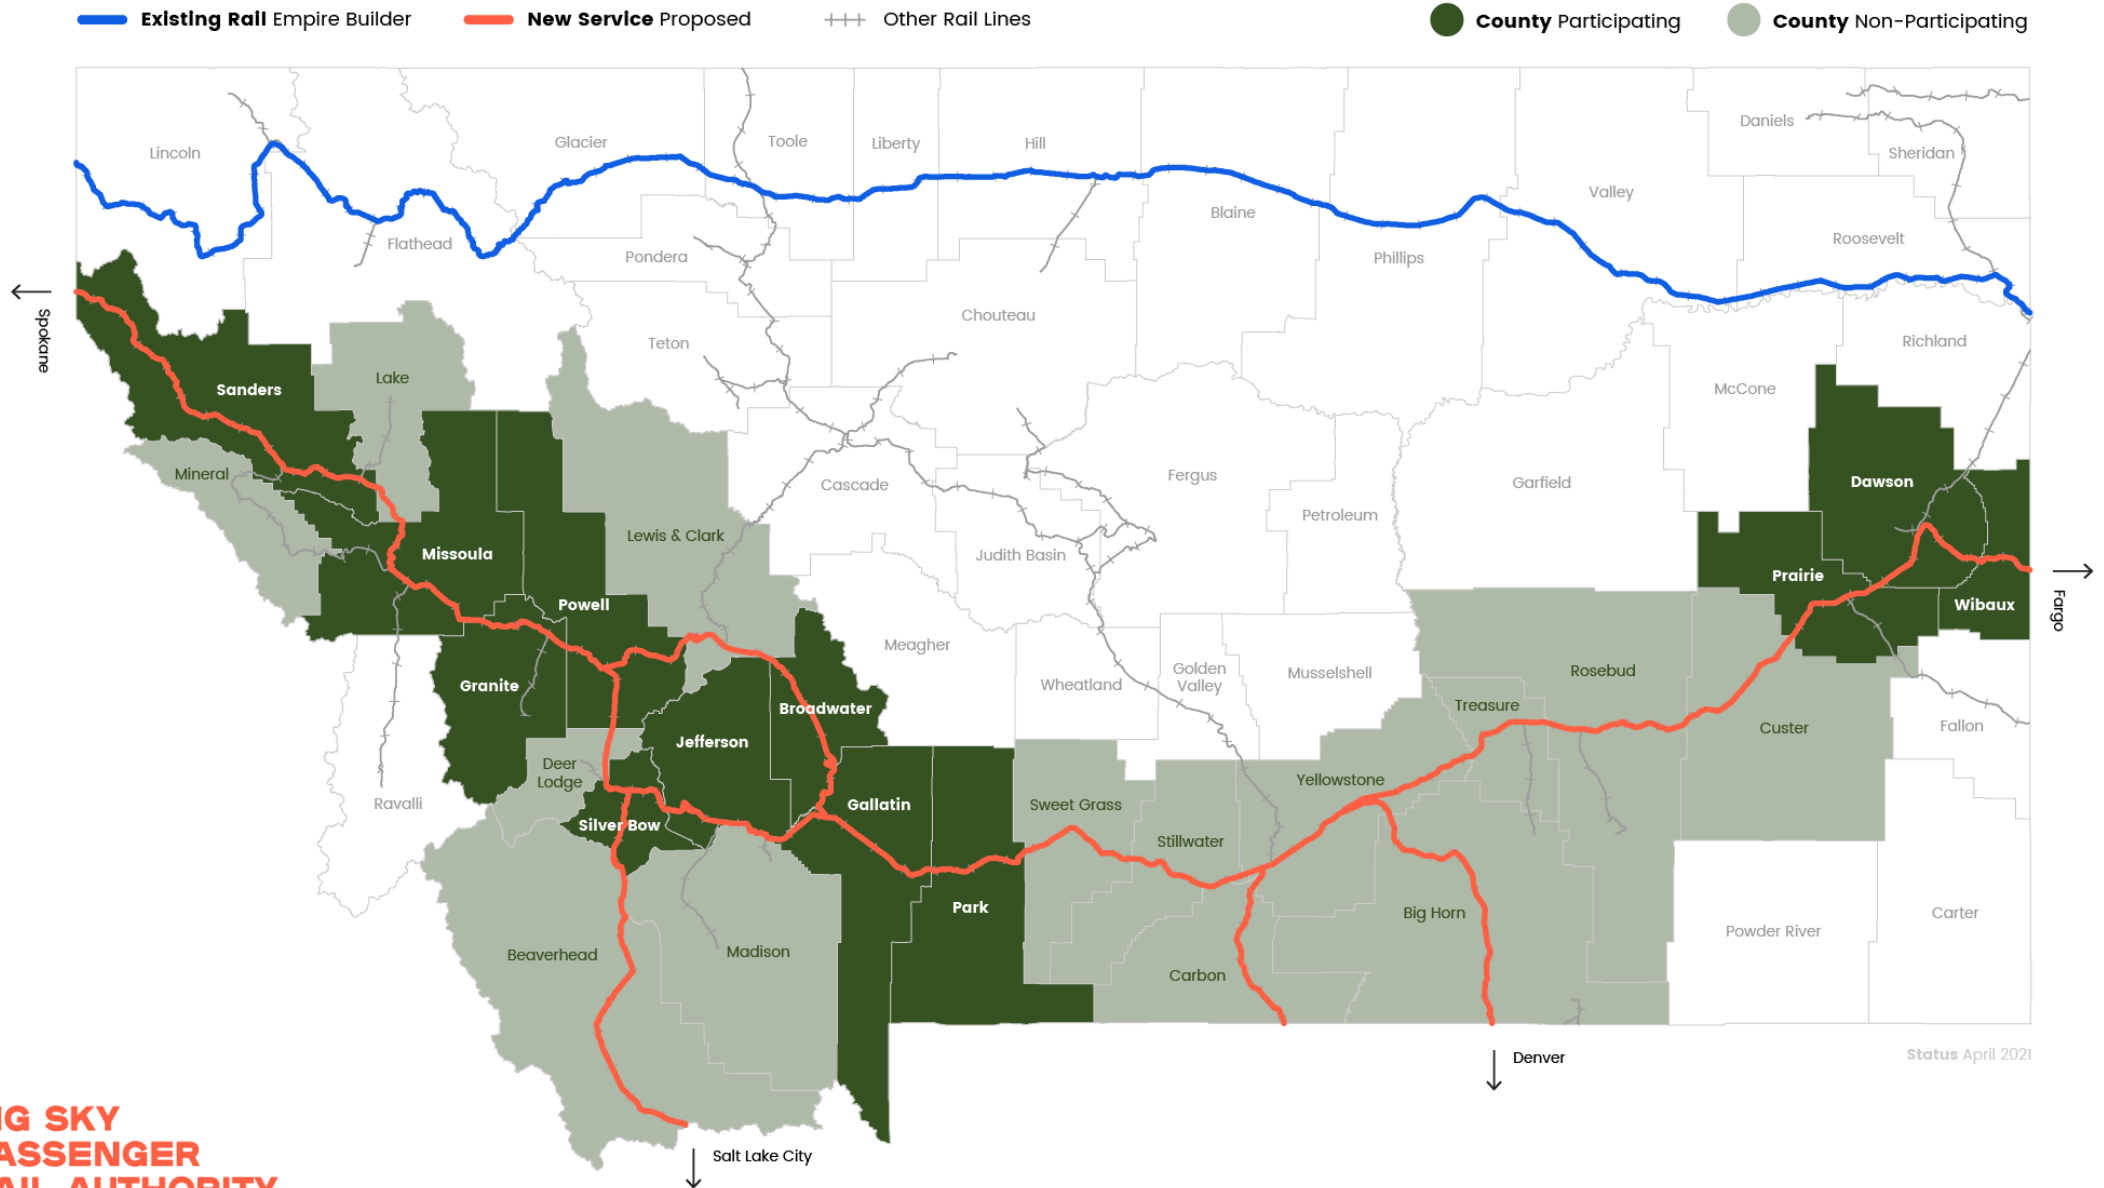 Existing Rail Empire Builder
New Service Proposed
Other Rail Lines
County Participating
County Non-Participating
Daniels
Glacier
Toole
Liberty
Hill
Lincoln
Sheridan
Valley
Blaine
Flathead
Roosevelt
Pondera
Phillips
Chouteau
Spokane
Teton
Richland
Lake
Sanders
McCone
Mineral
Fergus
Cascade
Garfield
Dawson
Petroleum
Lewis & Clark
Missoula
Judith Basin
Prairie
Powell
Wibaux
Fargo
Meagher
Golden
Valley
Musselshell
Rosebud
Granite
Wheatland
Treasure
Broadwater
Jefferson
Custer
Fallon
Deer
Lodge
Yellowstone
Ravalli
Gallatin
Sweet Grass
Silver Bow
Stillwater
Park
Big Horn
Carter
Powder River
Beaverhead
Madison
Carbon
Denver
Status April 2021
Salt Lake City
IG SKY
ASSENGER
AIL AUTHORITY